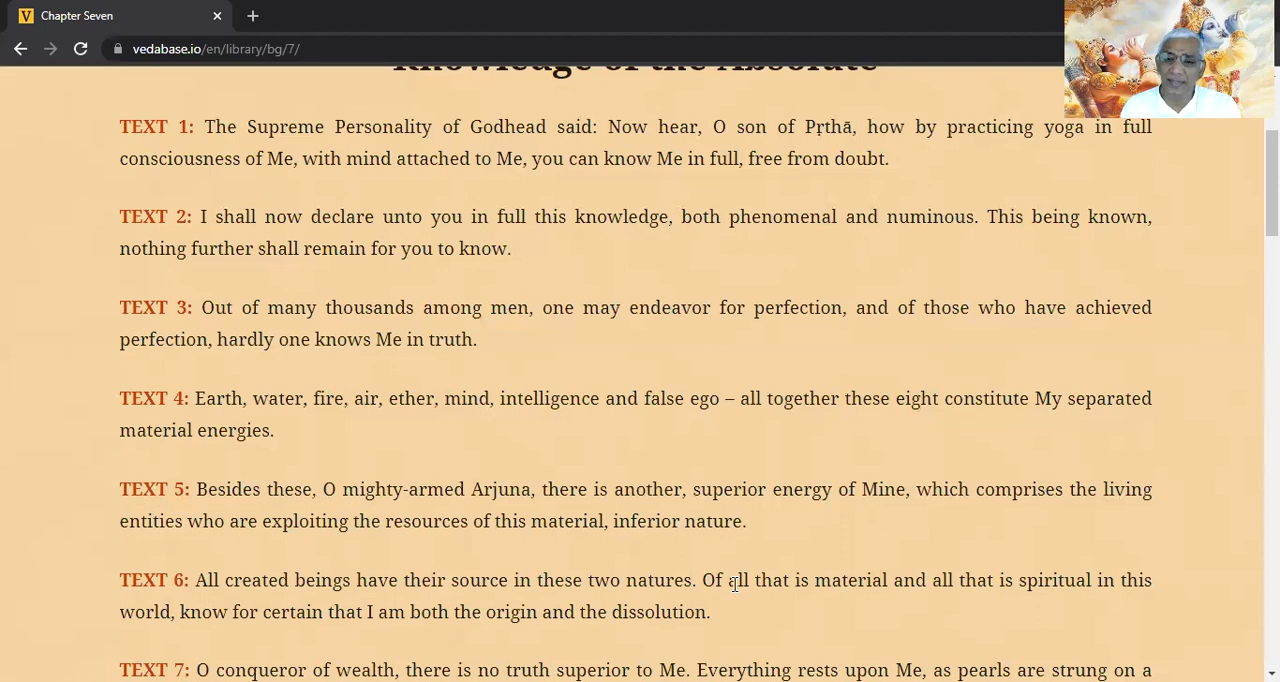 Chapter Seven
vedabase.io/en/library/bg/7/
Knowledge of the Absolute
TEXT 1: The Supreme Personality of Godhead said: Now hear, O son of Pṛthā, how by practicing yoga in full
consciousness of Me, with mind attached to Me, you can know Me in full, free from doubt.
TEXT 2: I shall now declare unto you in full this knowledge, both phenomenal and numinous. This being known,
nothing further shall remain for you to know.
TEXT 3: Out of many thousands among men, one may endeavor for perfection, and of those who have achieved
perfection, hardly one knows Me in truth.
TEXT 4: Earth, water, fire, air, ether, mind, intelligence and false ego – all together these eight constitute My separated
material energies.
TEXT 5: Besides these, O mighty-armed Arjuna, there is another, superior energy of Mine, which comprises the living
entities who are exploiting the resources of this material, inferior nature.
TEXT 6: All created beings have their source in these two natures. Of all that is material and all that is spiritual in this
world, know for certain that I am both the origin and the dissolution.
TEXT 7: O conqueror of wealth, there is no truth superior to Me. Everything rests upon Me, as pearls are strung on a